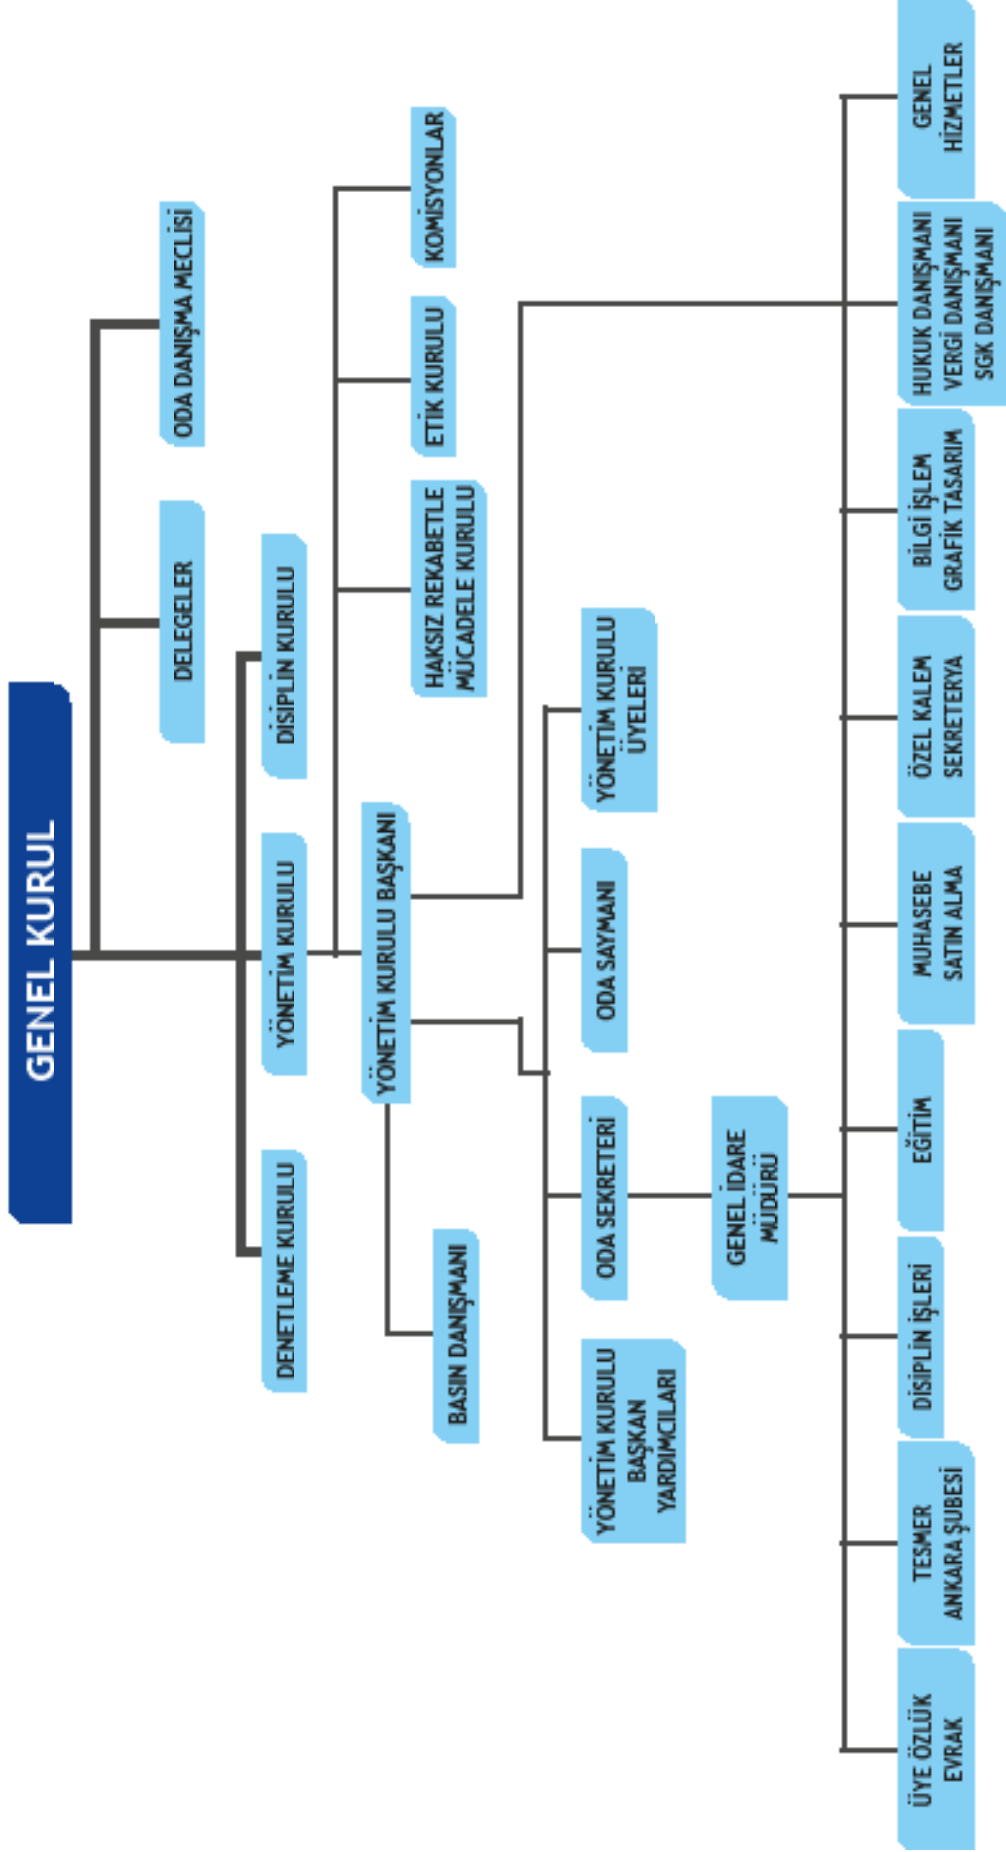 GENEL KURUL
DELEGELER
ODA DANIŞMA MECLİSİ
DENETLEME KURULU
YÖNETİM KURULU
DİSİPLİN KURULU
YÖNETİM KURULU BAŞKANI
BASIN DANIŞMANI
HAKSIZ REKABETLE
MÜCADELE KURULU
ETİK KURULU
KOMİSYONLAR
YÖNETİM KURULU
BAŞKAN
YARDIMCILARI
ODA SEKRETERİ
ODA SAYMANI
YÖNETİM KURULU
ÜYELERİ
GENEL İDARE
MÜDÜRÜ
ÜYE ÖZLÜK
EVRAK
TESMER
ANKARA ŞUBESİ
DİSİPLİN İŞLERİ
EĞİTİM
MUHASEBE
SATIN ALMA
ÖZEL KALEM
SEKRETERYA
BİLGİ İŞLEM
GRAFİK TASARIM
HUKUK DANIŞMANI
VERGİ DANIŞMANI
SGK DANIŞMANI
GENEL
HİZMETLER